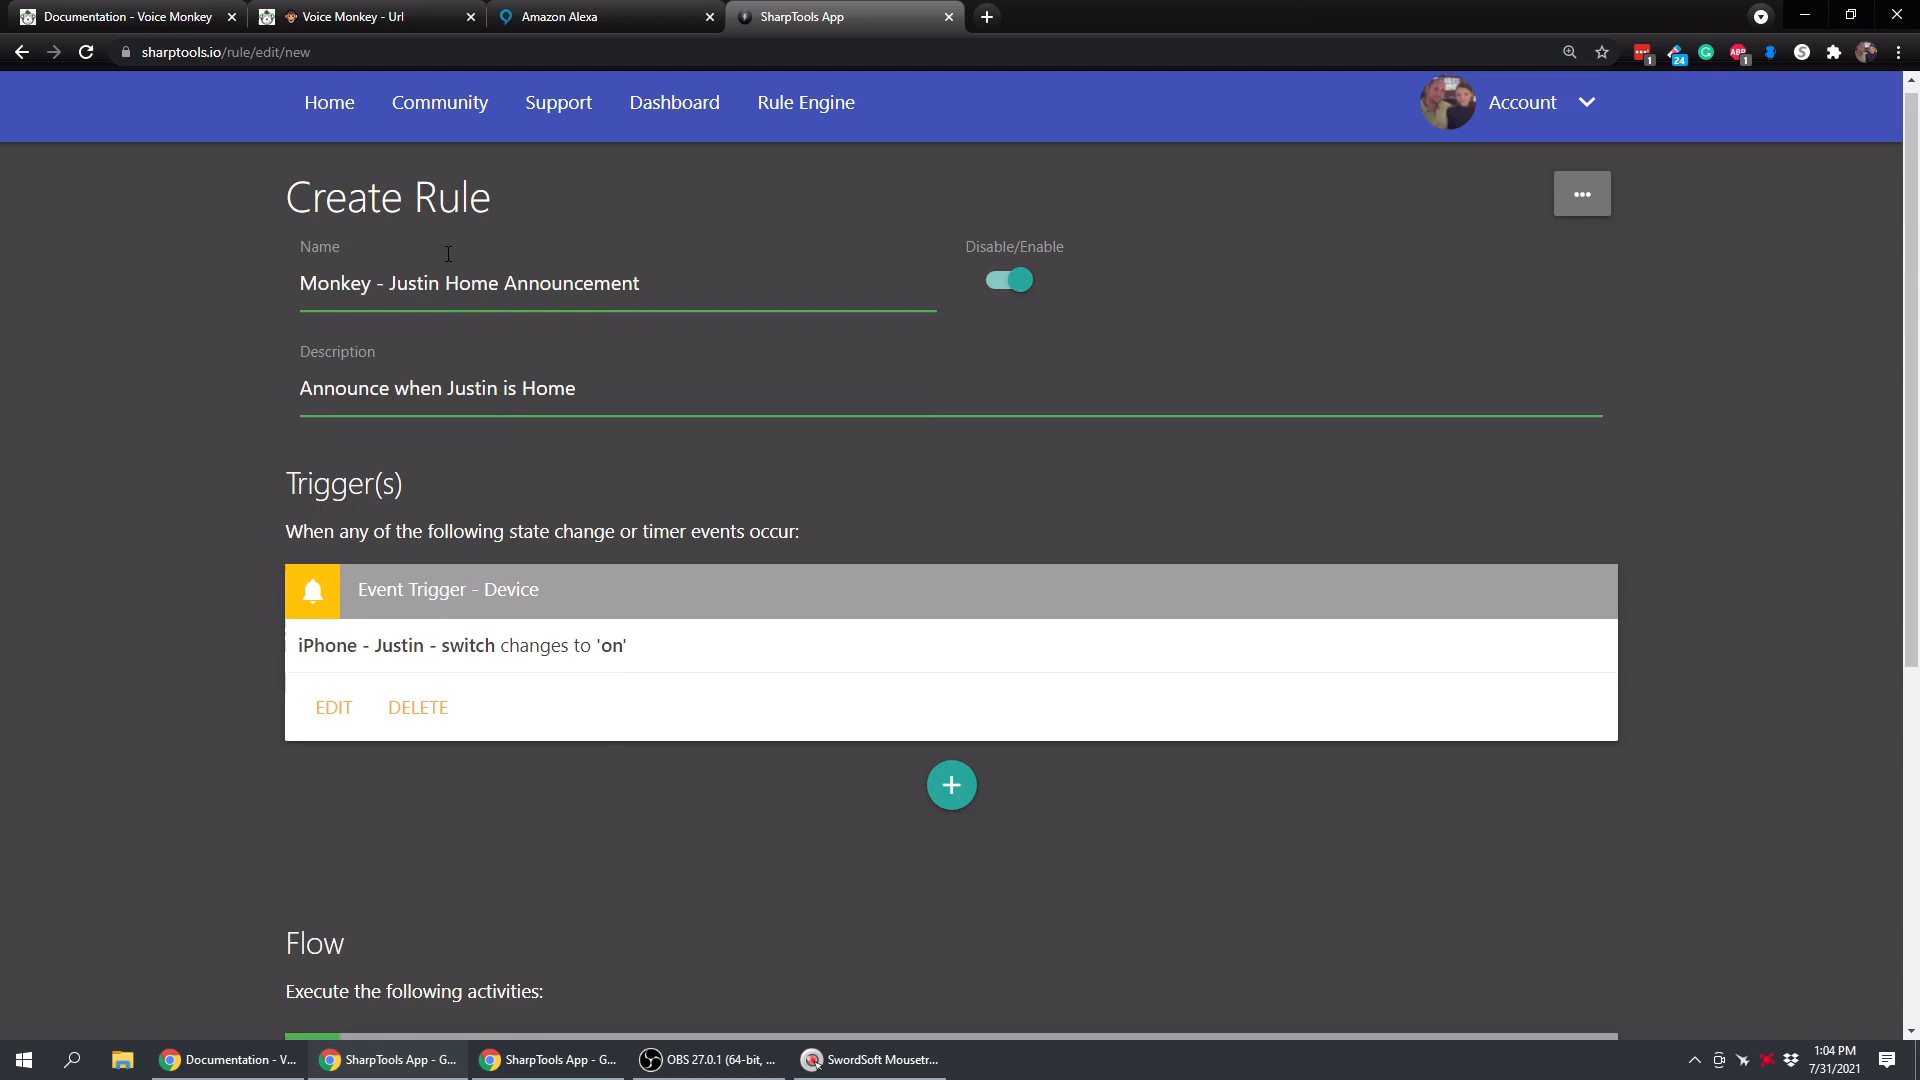 Documentation - Voice Monkey
Voice Monkey - Url
Amazon Alexa
SharpTools App
sharptools.io/rule/edit/new
1
24
ABP
1
Home
Community
Support
Dashboard
Rule Engine
Account
Create Rule
Name
Monkey - Justin Home Announcement
Disable/Enable
Description
Announce when Justin is Home
Trigger(s)
When any of the following state change or timer events occur:
Event Trigger - Device
iPhone - Justin - switch changes to 'on'
EDIT
DELETE
Flow
Execute the following activities:
Documentation - V...
SharpTools App - G...
SharpTools App - G...
OBS 27.0.1 (64-bit, ...
SwordSoft Mousetr...
1:04 PM
7/31/2021